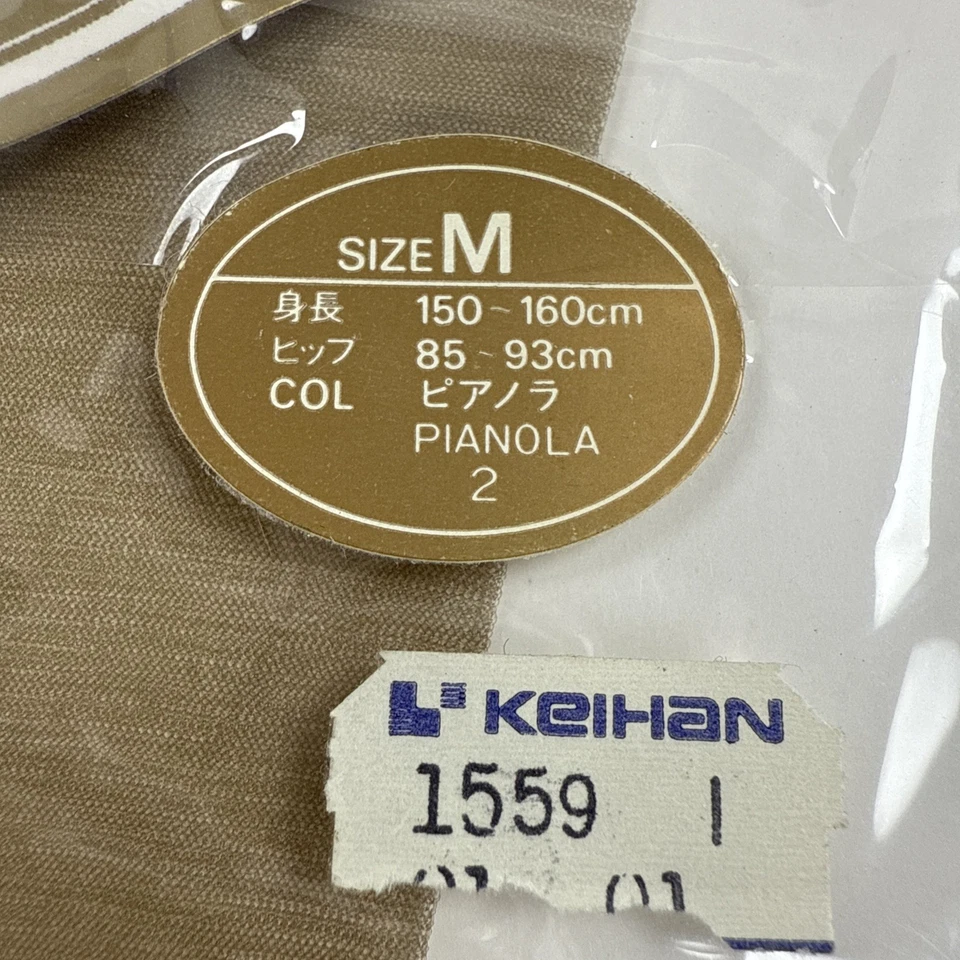 SIZE M
身長 150~160cm
ヒップ 85~93cm
COL ピアノラ
PIANOLA
2
KEIHAN
1559 1